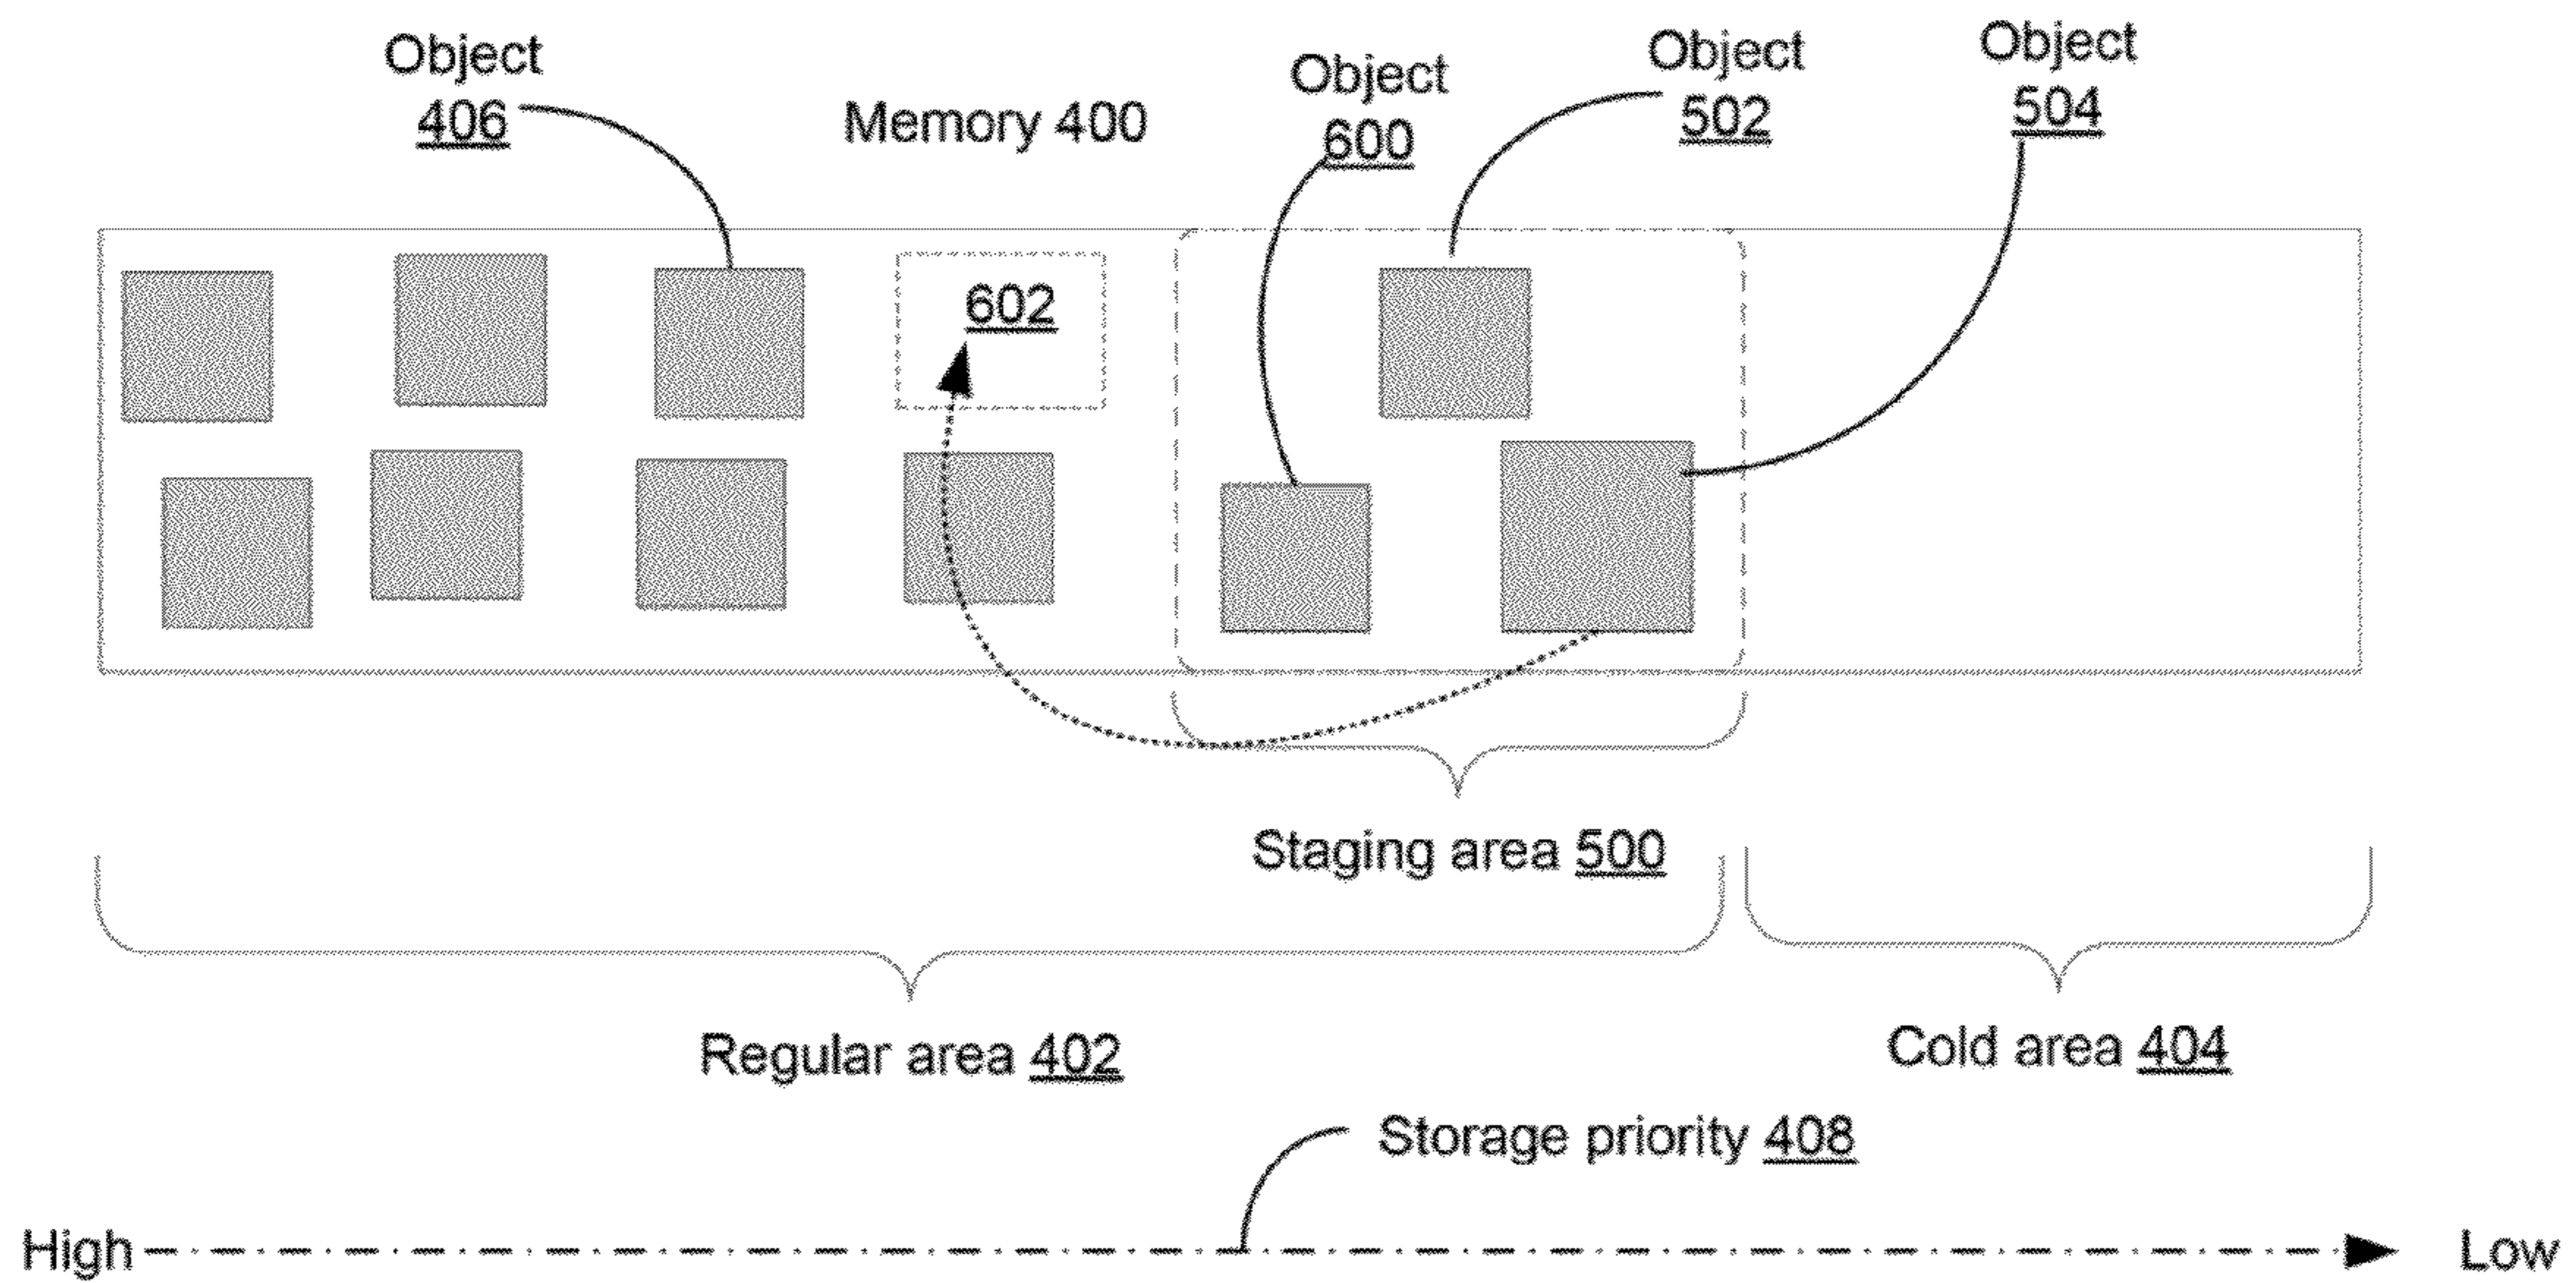 Object
406
Memory 400
Object
600
Object
502
Object
504
602
Staging area 500
Regular area 402
Cold area 404
Storage priority 408
High
Low